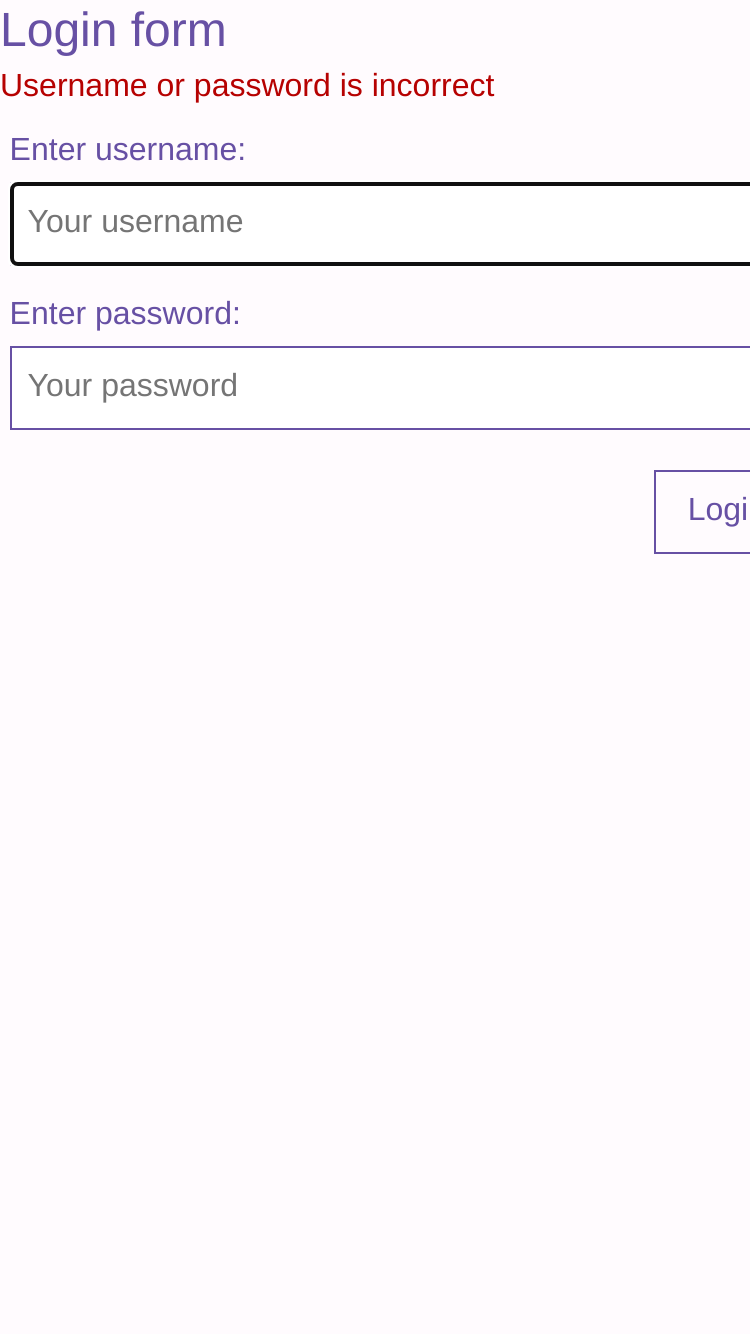 Login form
Username or password is incorrect
Enter username:
Your username
Enter password:
Your password
Logi